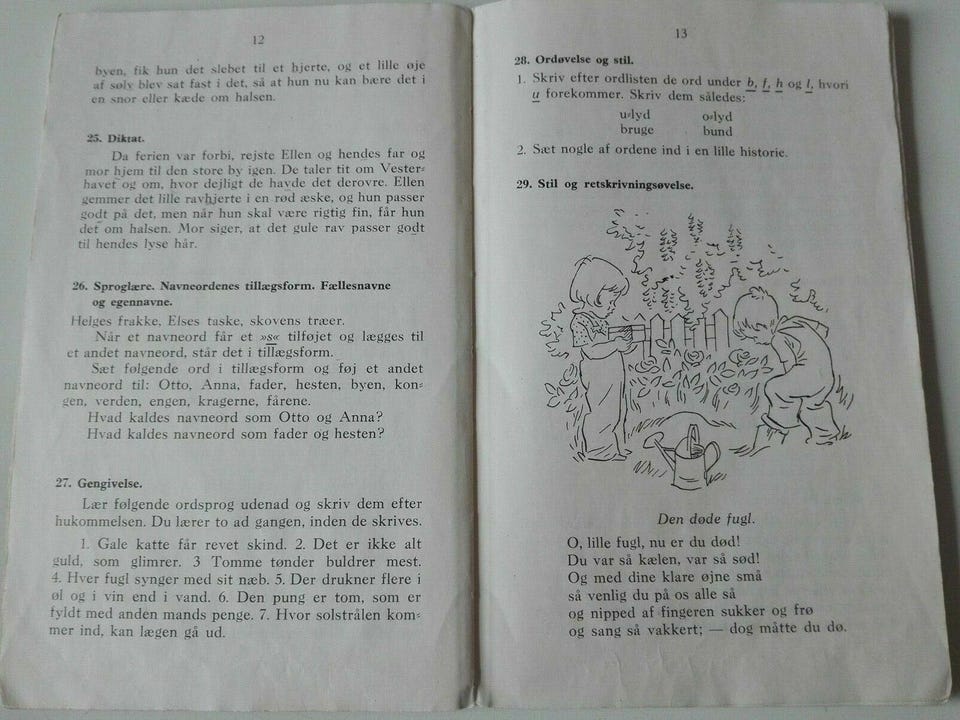 12
byen, fik hun det slebet til et hjerte, og et lille øje
af sølv blev sat fast i det, så at hun nu kan bære det i
en snor eller kæde om halsen.
25. Diktat.
Da ferien var forbi, rejste Ellen og hendes far og
mor hjem til den store by igen. De taler tit om Vester-
havet og om, hvor dejligt de havde det derovre. Ellen
gemmer det lille ravhjerte i en rød æske, og hun passer
godt på det, men når hun skal være rigtig fin, får hun
det om halsen. Mor siger, at det gule rav passer godt
til hendes lyse hår.
26. Sproglære. Navneordenes tillægsform. Fællesnavne
og egennavne.
Helges frakke, Elses taske, skovens træer.
Når et navneord får et »s« tilføjet og lægges til
et andet navneord, står det i tillægsform.
Sæt følgende ord i tillægsform og føj et andet
navneord til: Otto, Anna, fader, hesten, byen, kon-
gen, verden, engen, kragerne, fårene.
Hvad kaldes navneord som Otto og Anna?
Hvad kaldes navneord som fader og hesten?
27. Gengivelse.
Lær følgende ordsprog udenad og skriv dem efter
hukommelsen. Du lærer to ad gangen, inden de skrives.
1. Gale katte får revet skind. 2. Det er ikke alt
guld, som glimrer. 3 Tomme tønder buldrer mest.
4. Hver fugl synger med sit næb. 5. Der drukner flere i
øl og i vin end i vand. 6. Den pung er tom, som er
fyldt med anden mands penge. 7. Hvor solstrålen kom-
mer ind, kan lægen gå ud.
13
28. Ordøvelse og stil.
1. Skriv efter ordlisten de ord under b, f, h og l, hvori
u forekommer. Skriv dem således:
u-lyd o-lyd
bruge bund
2. Sæt nogle af ordene ind i en lille historie.
29. Stil og retskrivningsøvelse.
Den døde fugl.
O, lille fugl, nu er du død!
Du var så kælen, var så sød!
Og med dine klare øjne små
så venlig du på os alle så
og nipped af fingeren sukker og frø
og sang så vakkert; — dog måtte du dø.